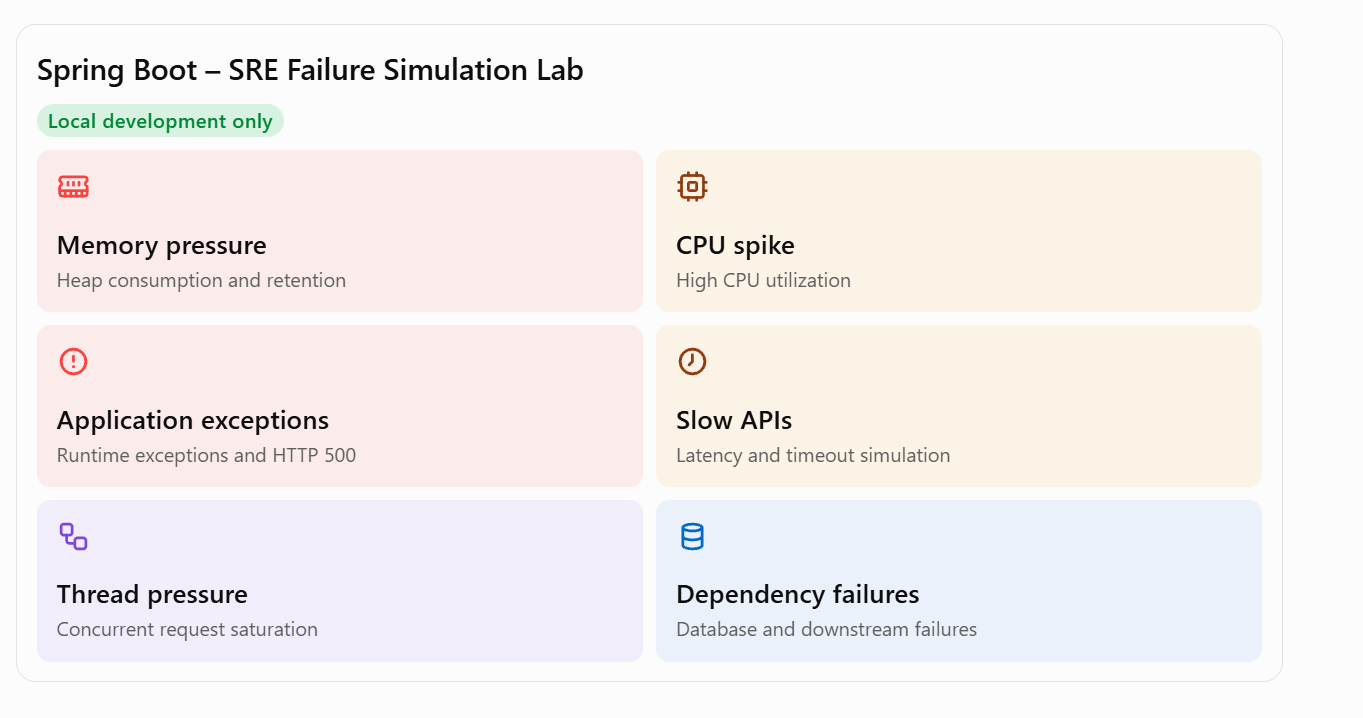 Spring Boot – SRE Failure Simulation Lab
Local development only
Memory pressure
Heap consumption and retention
CPU spike
High CPU utilization
Application exceptions
Runtime exceptions and HTTP 500
Slow APIs
Latency and timeout simulation
Thread pressure
Concurrent request saturation
Dependency failures
Database and downstream failures